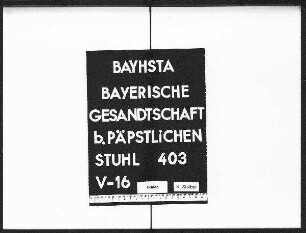 BAYHSTA
BAYERISCHE
GESANDTSCHAFT
b. PÄPSTLICHEN
STUHL 403
V-16